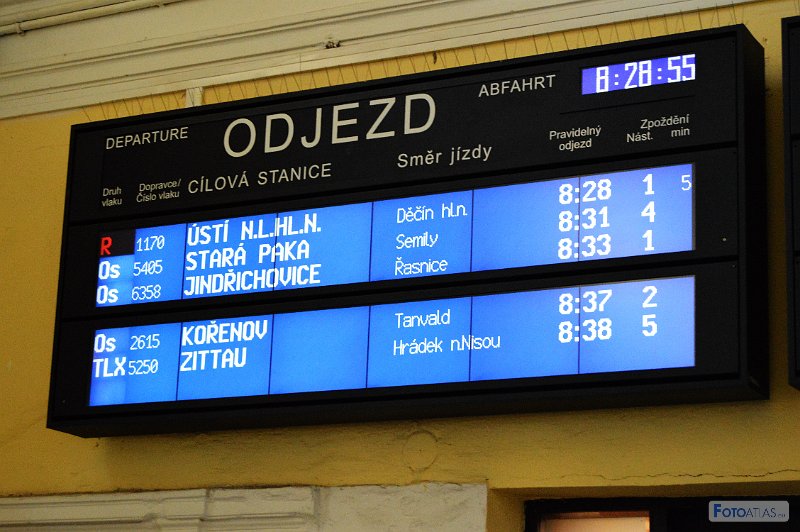 DEPARTURE ODJEZD ABFAHRT 8:28:55
Druh vlaku Dopravce/ Číslo vlaku CÍLOVÁ STANICE Směr jízdy Pravidelný odjezd Nást. Zpoždění min
R 1170 ÚSTÍ N.L.HL.N. Děčín hl.n. 8:28 1 5
Os 5405 STARÁ PAKA Semily 8:31 4
Os 6358 JINDŘICHOVICE Řasnice 8:33 1
Os 2615 KOŘENOV Tanvald 8:37 2
TLX 5250 ZITTAU Hrádek n.Nisou 8:38 5
FOTOATLAS.EU